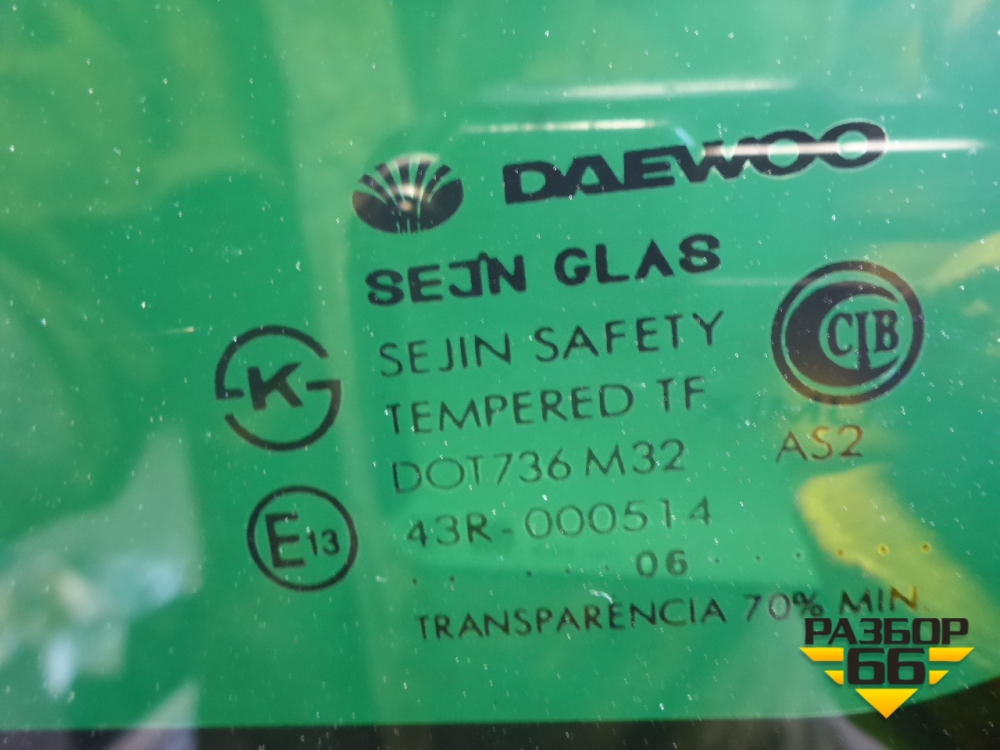 DAEWOO
SEJIN GLAS
SEJIN SAFETY
TEMPERED TF
DOT736 M32
AS2
43R-000514
. . . . . 06 . . . . . .
TRANSPARENCIA 70% MIN
K
E13
CIB
РАЗБОР
66